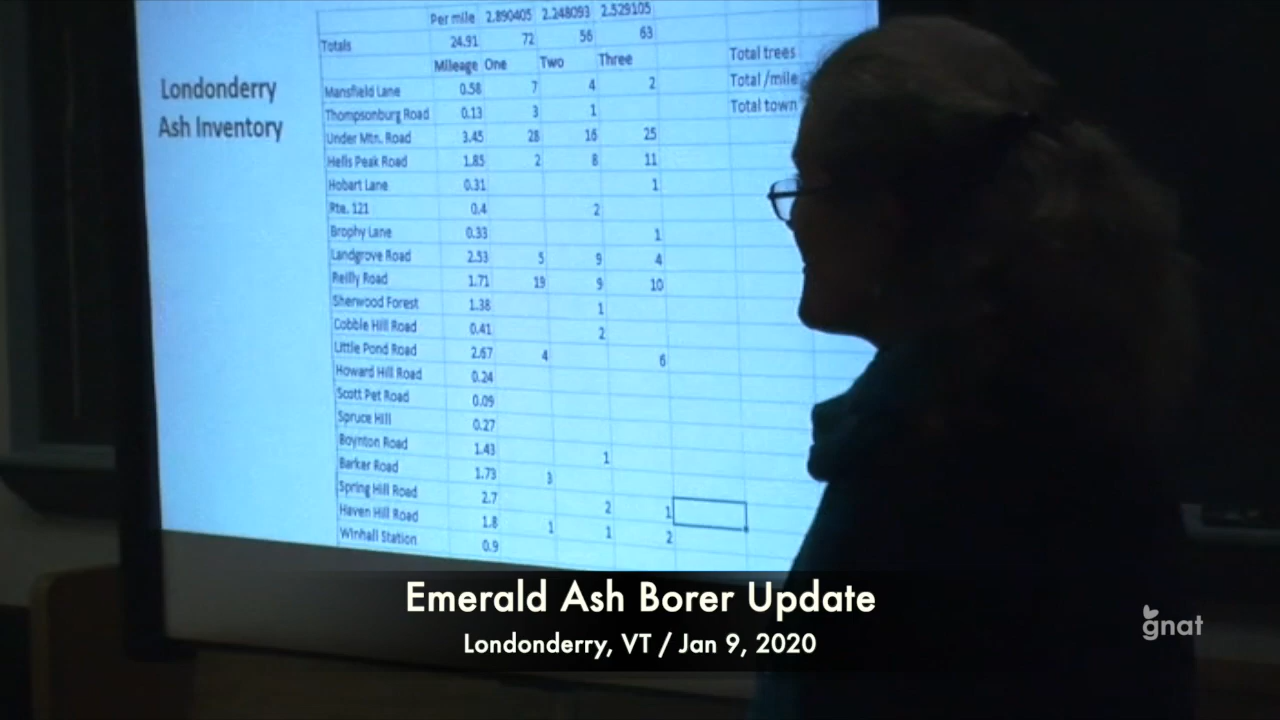 Londonderry
Ash Inventory
Per mile 2.890405 2.248093 2.529105
Totals 24.91 72 56 63
Mileage One Two Three
Mansfield Lane 0.58 7 4 2
Thompsonburg Road 0.13 3 1
Under Mtn. Road 3.45 28 16 25
Hells Peak Road 1.85 2 8 11
Hobart Lane 0.31 1
Rte. 121 0.4 2
Brophy Lane 0.33 1
Landgrove Road 2.53 5 9 4
Reilly Road 1.71 19 9 10
Sherwood Forest 1.38 1
Cobble Hill Road 0.41 2
Little Pond Road 2.67 4 6
Howard Hill Road 0.24
Scott Pet Road 0.09
Spruce Hill 0.27
Boynton Road 1.43 1
Barker Road 1.73 3
Spring Hill Road 2.7 2 1
Haven Hill Road 1.8 1 1 2
Winhall Station 0.9
Total trees
Total /mile
Total town
Emerald Ash Borer Update
Londonderry, VT / Jan 9, 2020
gnat